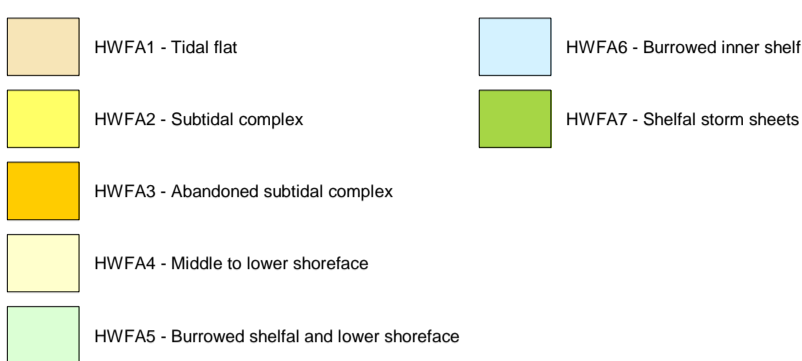 HWFA1 - Tidal flat
HWFA2 - Subtidal complex
HWFA3 - Abandoned subtidal complex
HWFA4 - Middle to lower shoreface
HWFA5 - Burrowed shelfal and lower shoreface
HWFA6 - Burrowed inner shelf
HWFA7 - Shelfal storm sheets